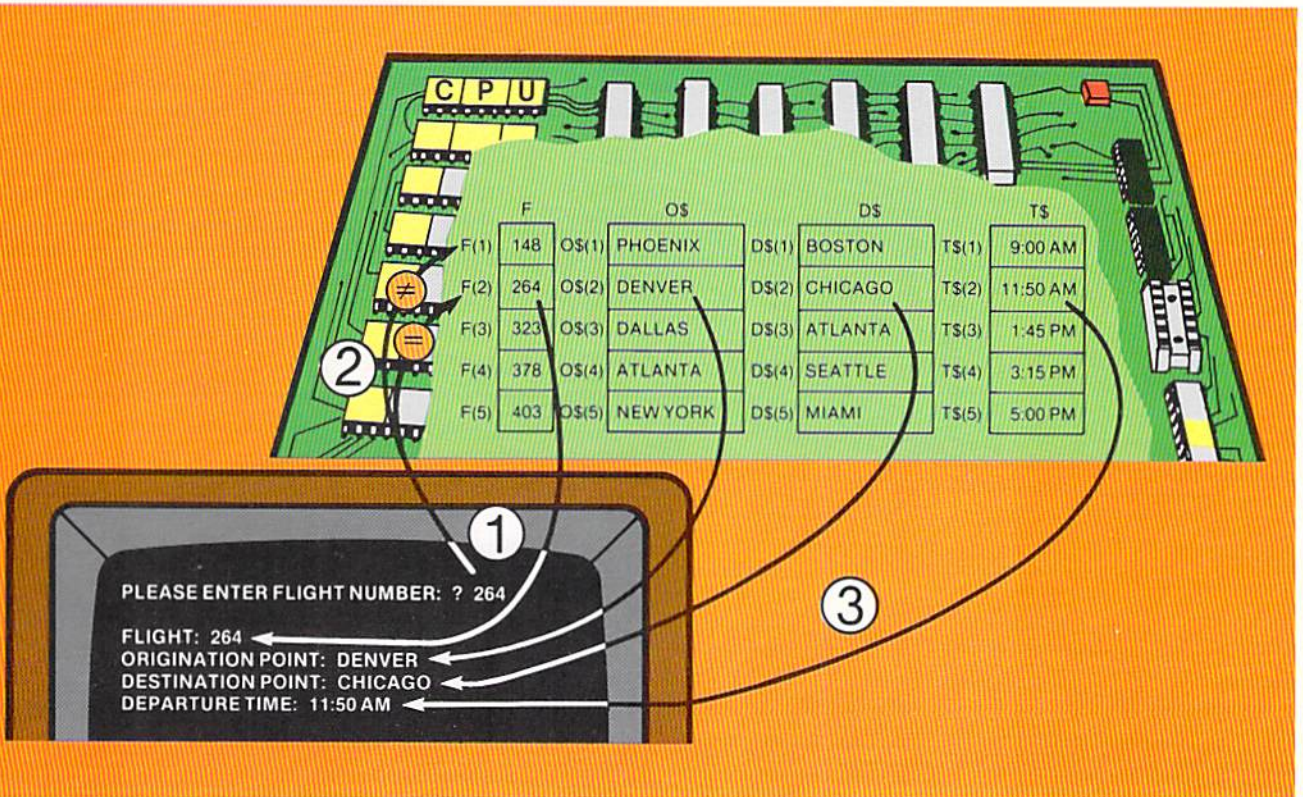 CPU
F O$ D$ T$
F(1) 148 O$(1) PHOENIX D$(1) BOSTON T$(1) 9:00 AM
≠
F(2) 264 O$(2) DENVER D$(2) CHICAGO T$(2) 11:50 AM
F(3) 323 O$(3) DALLAS D$(3) ATLANTA T$(3) 1:45 PM
=
2
F(4) 378 O$(4) ATLANTA D$(4) SEATTLE T$(4) 3:15 PM
F(5) 403 O$(5) NEW YORK D$(5) MIAMI T$(5) 5:00 PM
1
PLEASE ENTER FLIGHT NUMBER: ? 264
3
FLIGHT: 264
ORIGINATION POINT: DENVER
DESTINATION POINT: CHICAGO
DEPARTURE TIME: 11:50 AM